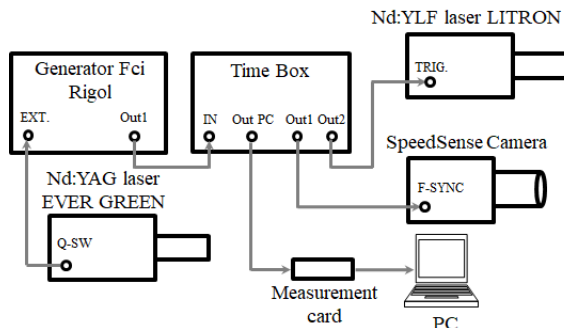 Nd:YLF laser LITRON
Generator Fci
Rigol
Time Box
TRIG.
EXT.
Out1
IN
Out PC
Out1
Out2
SpeedSense Camera
Nd:YAG laser
EVER GREEN
F-SYNC
Q-SW
Measurement
card
PC